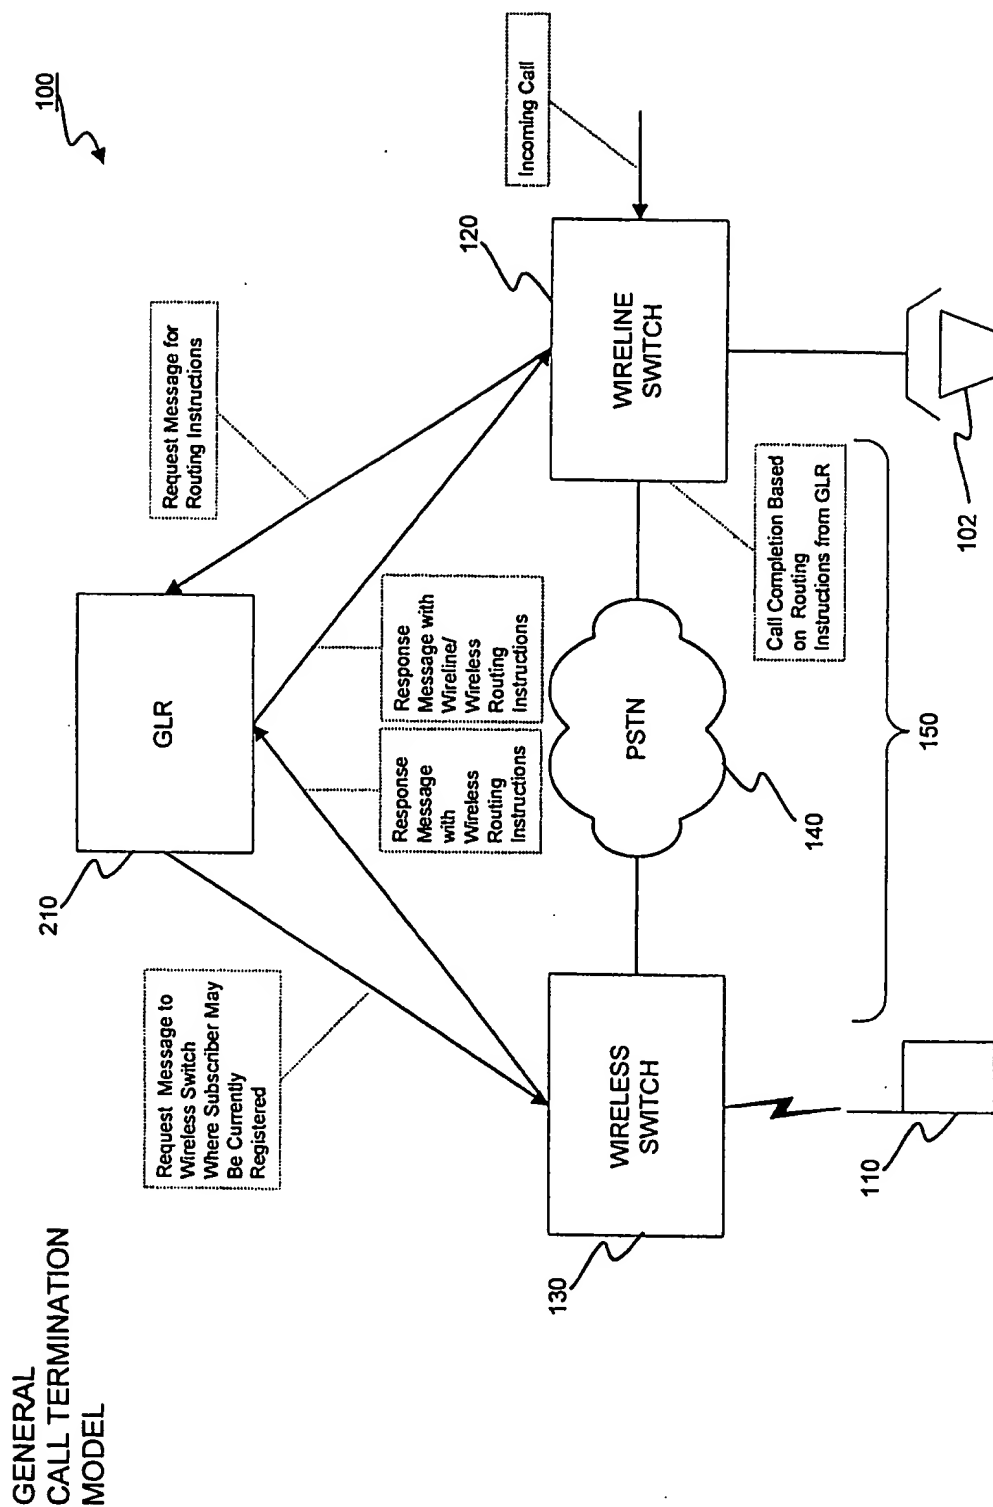 GENERAL
CALL TERMINATION
MODEL
100
Request Message to
Wireless Switch
Where Subscriber May
Be Currently
Registered
210
GLR
Request Message for
Routing Instructions
Response
Message
with
Wireless
Routing
Instructions
Response
Message with
Wireline/
Wireless
Routing
Instructions
120
Incoming Call
130
WIRELESS
SWITCH
PSTN
140
WIRELINE
SWITCH
Call Completion Based
on Routing
Instructions from GLR
110
150
102